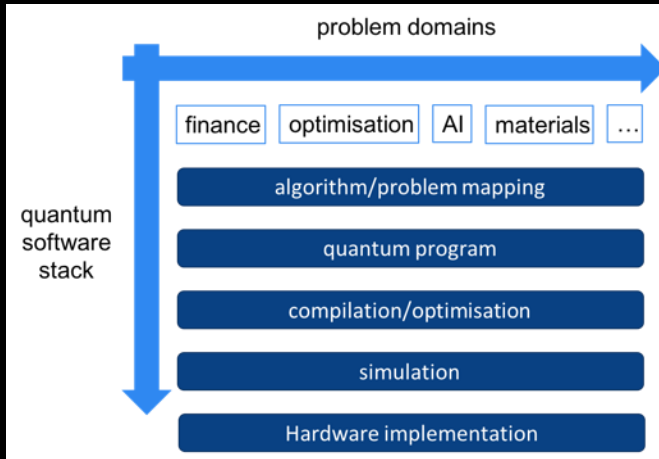 problem domains
finance optimisation AI materials ...
algorithm/problem mapping
quantum
software
stack
quantum program
compilation/optimisation
simulation
Hardware implementation